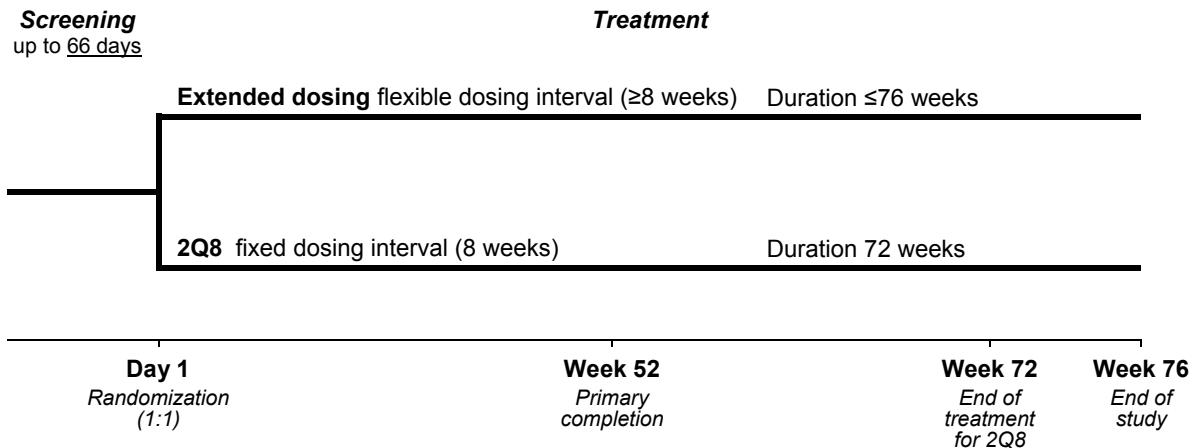 Screening
up to 66 days
Treatment
Extended dosing flexible dosing interval (≥8 weeks) Duration ≤76 weeks
2Q8 fixed dosing interval (8 weeks) Duration 72 weeks
Day 1
Randomization
(1:1)
Week 52
Primary
completion
Week 72
End of
treatment
for 2Q8
Week 76
End of
study